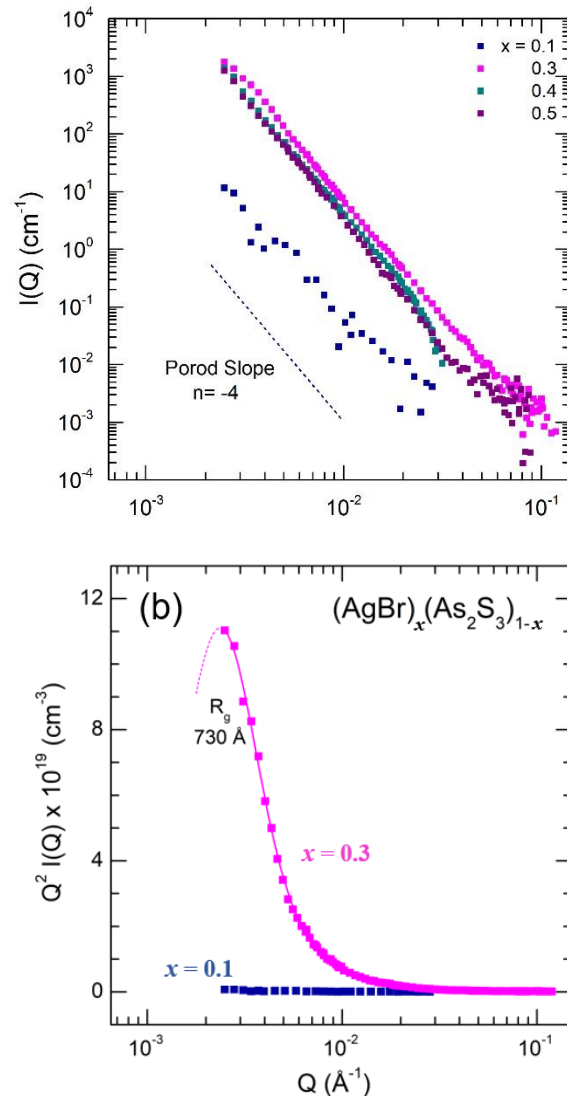 10⁴
10³
10²
10¹
10⁰
10⁻¹
10⁻²
10⁻³
10⁻⁴
I(Q) (cm⁻¹)
x = 0.1
0.3
0.4
0.5
Porod Slope
n= -4
10⁻³ 10⁻² 10⁻¹
(b)
(AgBr)ₓ(As₂S₃)₁₋ₓ
12
8
4
0
Q² I(Q) x 10¹⁹ (cm⁻³)
R_g
730 Å
x = 0.3
x = 0.1
10⁻³ 10⁻² 10⁻¹
Q (Å⁻¹)